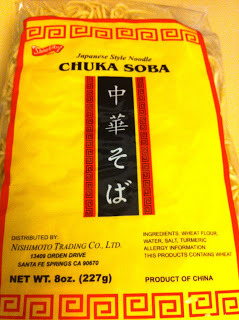 Shirakiku
Japanese Style Noodle
CHUKA SOBA
中華そば
DISTRIBUTED BY:
NISHIMOTO TRADING CO., LTD.
13409 ORDEN DRIVE
SANTA FE SPRINGS CA 90670
INGREDIENTS: WHEAT FLOUR,
WATER, SALT, TURMERIC
ALLERGY INFORMATION:
THIS PRODUCTS CONTAINS WHEAT
NET WT. 8oz. (227g)
PRODUCT OF CHINA